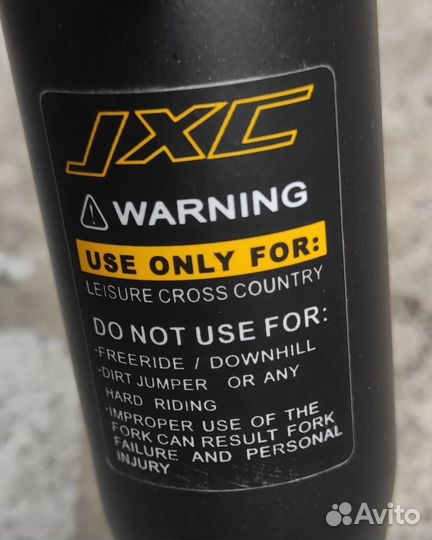 JXC
WARNING
USE ONLY FOR:
LEISURE CROSS COUNTRY
DO NOT USE FOR:
·FREERIDE / DOWNHILL
·DIRT JUMPER OR ANY
HARD RIDING
·IMPROPER USE OF THE
FORK CAN RESULT FORK
FAILURE AND PERSONAL
INJURY
Avito